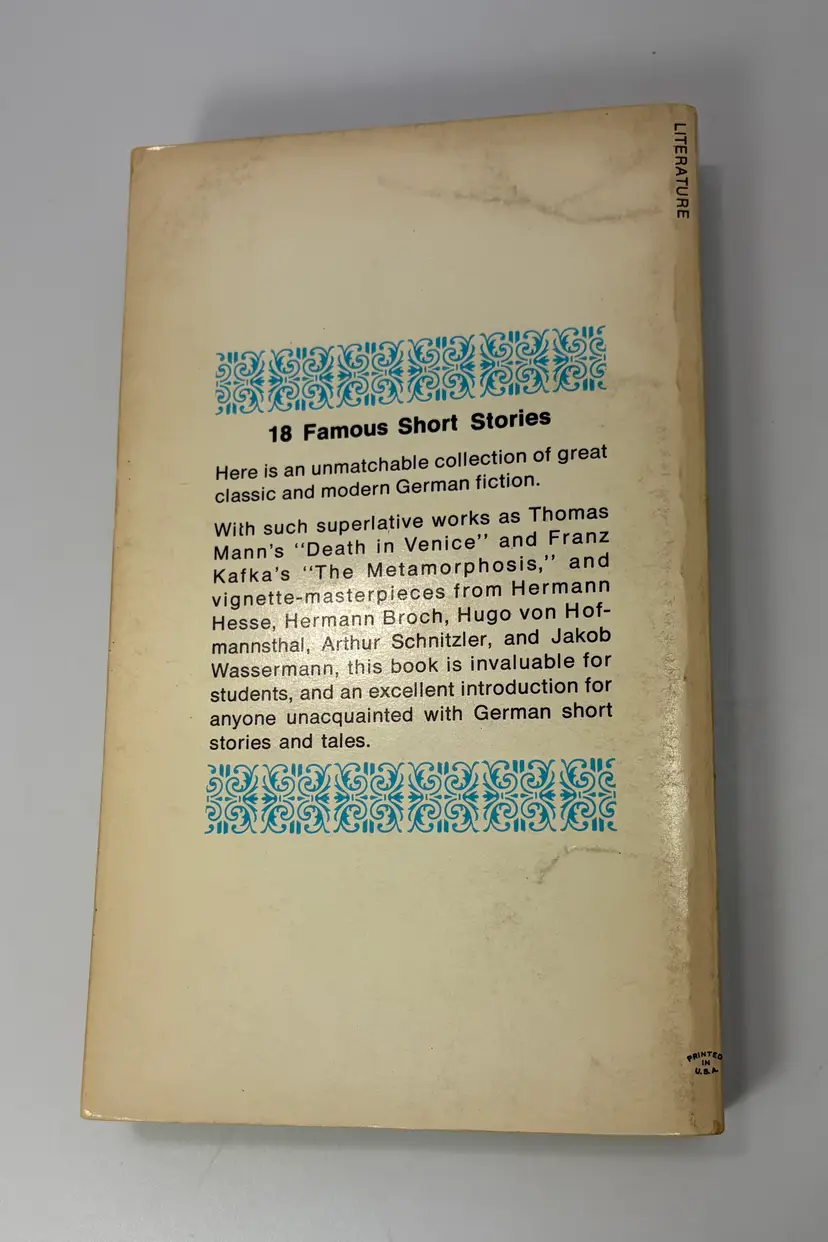 LITERATURE
18 Famous Short Stories
Here is an unmatchable collection of great
classic and modern German fiction.
With such superlative works as Thomas
Mann's "Death in Venice" and Franz
Kafka's "The Metamorphosis," and
vignette-masterpieces from Hermann
Hesse, Hermann Broch, Hugo von Hof-
mannsthal, Arthur Schnitzler, and Jakob
Wassermann, this book is invaluable for
students, and an excellent introduction for
anyone unacquainted with German short
stories and tales.
PRINTED
IN
U.S.A.